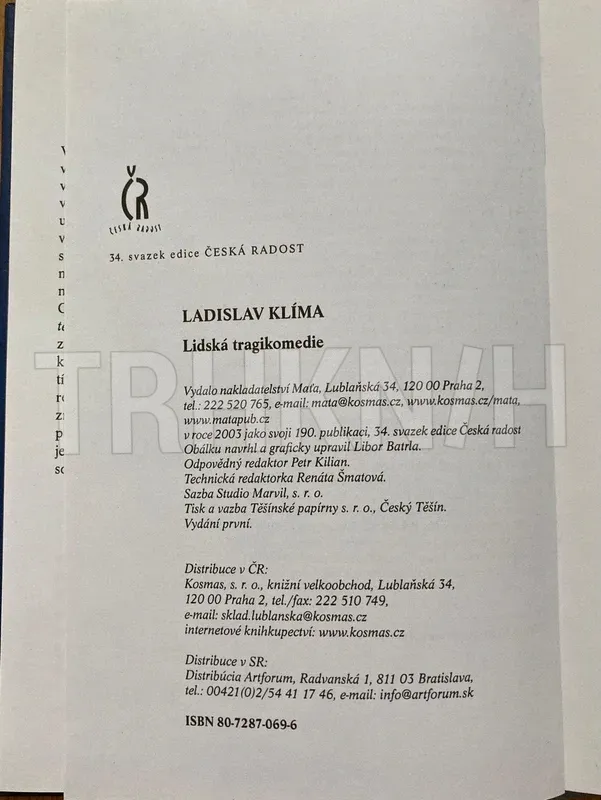 ČR
ČESKÁ RADOST
34. svazek edice ČESKÁ RADOST
LADISLAV KLÍMA
Lidská tragikomedie
Vydalo nakladatelství Maťa, Lublaňská 34, 120 00 Praha 2,
tel.: 222 520 765, e-mail: mata@kosmas.cz, www.kosmas.cz/mata,
www.matapub.cz
v roce 2003 jako svoji 190. publikaci, 34. svazek edice Česká radost
Obálku navrhl a graficky upravil Libor Batrla.
Odpovědný redaktor Petr Kilian.
Technická redaktorka Renáta Šmatová.
Sazba Studio Marvil, s. r. o.
Tisk a vazba Těšínské papírny s. r. o., Český Těšín.
Vydání první.
Distribuce v ČR:
Kosmas, s. r. o., knižní velkoobchod, Lublaňská 34,
120 00 Praha 2, tel./fax: 222 510 749,
e-mail: sklad.lublanska@kosmas.cz
internetové knihkupectví: www.kosmas.cz
Distribuce v SR:
Distribúcia Artforum, Radvanská 1, 811 03 Bratislava,
tel.: 00421(0)2/54 41 17 46, e-mail: info@artforum.sk
ISBN 80-7287-069-6
TRHKNIH